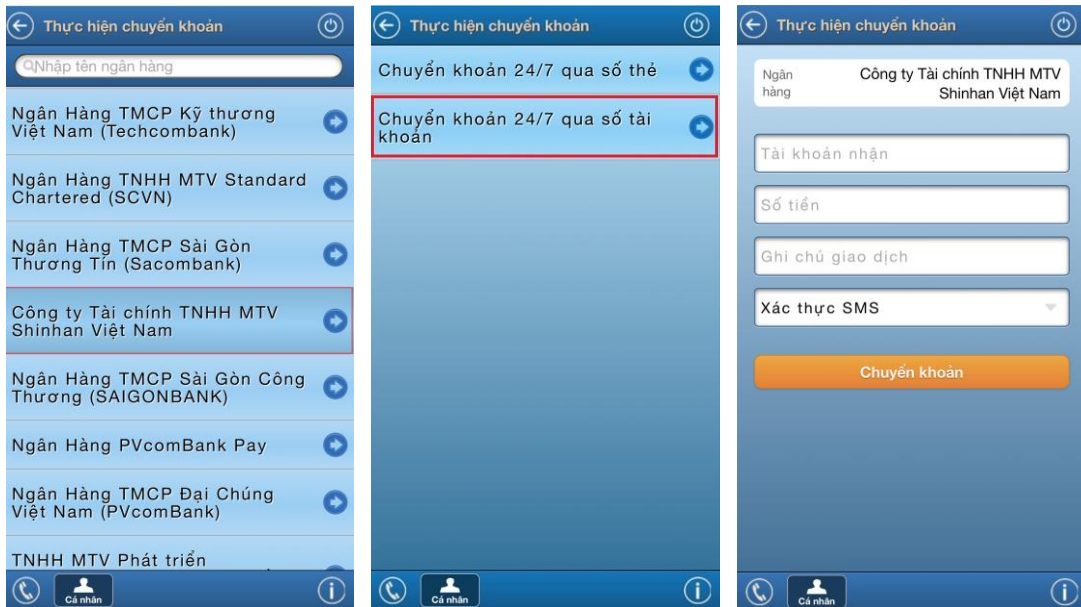 Thực hiện chuyển khoản
Nhập tên ngân hàng
Ngân Hàng TMCP Kỹ thương
Việt Nam (Techcombank)
Ngân Hàng TNHH MTV Standard
Chartered (SCVN)
Ngân Hàng TMCP Sài Gòn
Thương Tín (Sacombank)
Công ty Tài chính TNHH MTV
Shinhan Việt Nam
Ngân Hàng TMCP Sài Gòn Công
Thương (SAIGONBANK)
Ngân Hàng PVcomBank Pay
Ngân Hàng TMCP Đại Chúng
Việt Nam (PVcomBank)
TNHH MTV Phát triển
Cá nhân
Thực hiện chuyển khoản
Chuyển khoản 24/7 qua số thẻ
Chuyển khoản 24/7 qua số tài
khoản
Cá nhân
Thực hiện chuyển khoản
Ngân
hàng
Công ty Tài chính TNHH MTV
Shinhan Việt Nam
Tài khoản nhận
Số tiền
Ghi chú giao dịch
Xác thực SMS
Chuyển khoản
Cá nhân